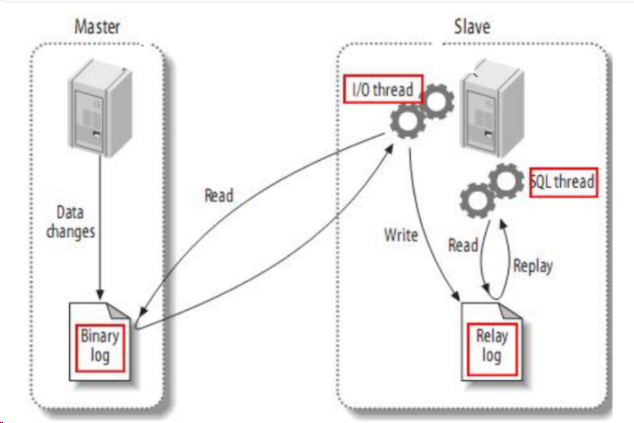 Master
Slave
I/O thread
SQL thread
Read
Data
changes
Write
Read
Replay
Binary
log
Relay
log